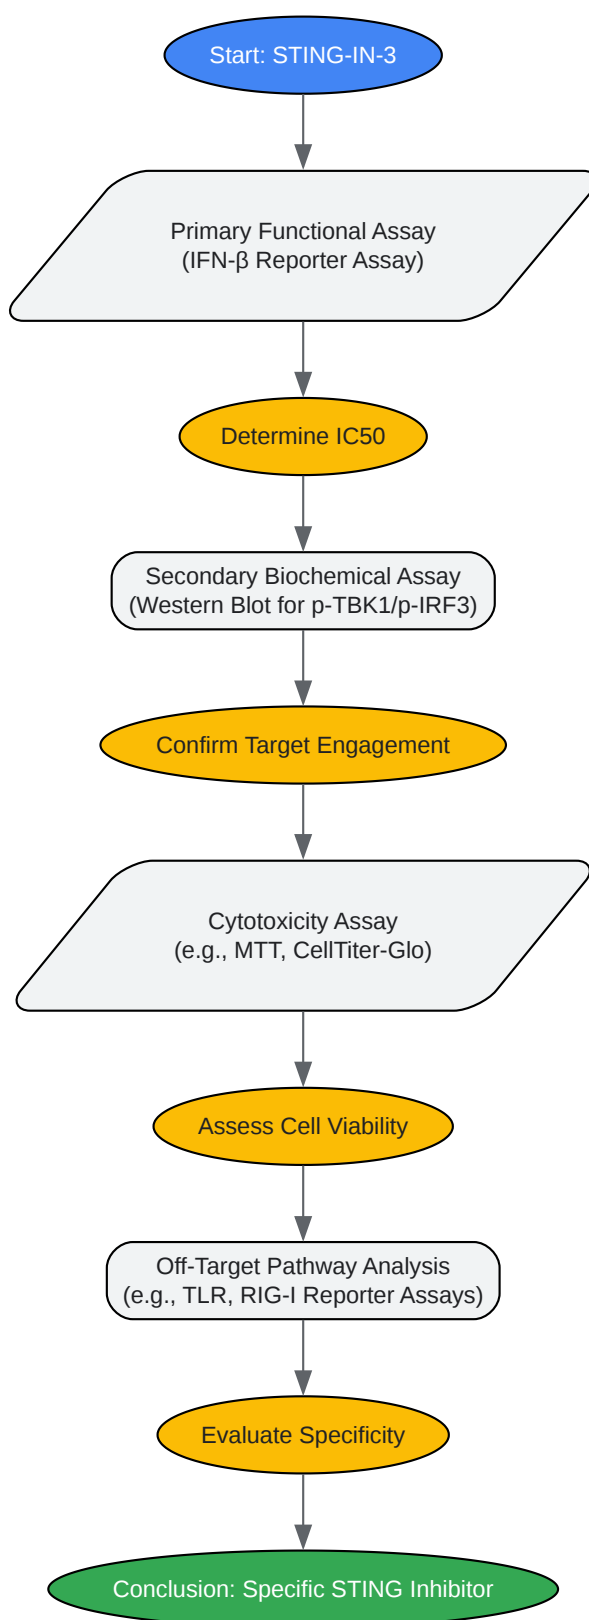 Start: STING-IN-3
Primary Functional Assay
(IFN-β Reporter Assay)
Determine IC50
Secondary Biochemical Assay
(Western Blot for p-TBK1/p-IRF3)
Confirm Target Engagement
Cytotoxicity Assay
(e.g., MTT, CellTiter-Glo)
Assess Cell Viability
Off-Target Pathway Analysis
(e.g., TLR, RIG-I Reporter Assays)
Evaluate Specificity
Conclusion: Specific STING Inhibitor